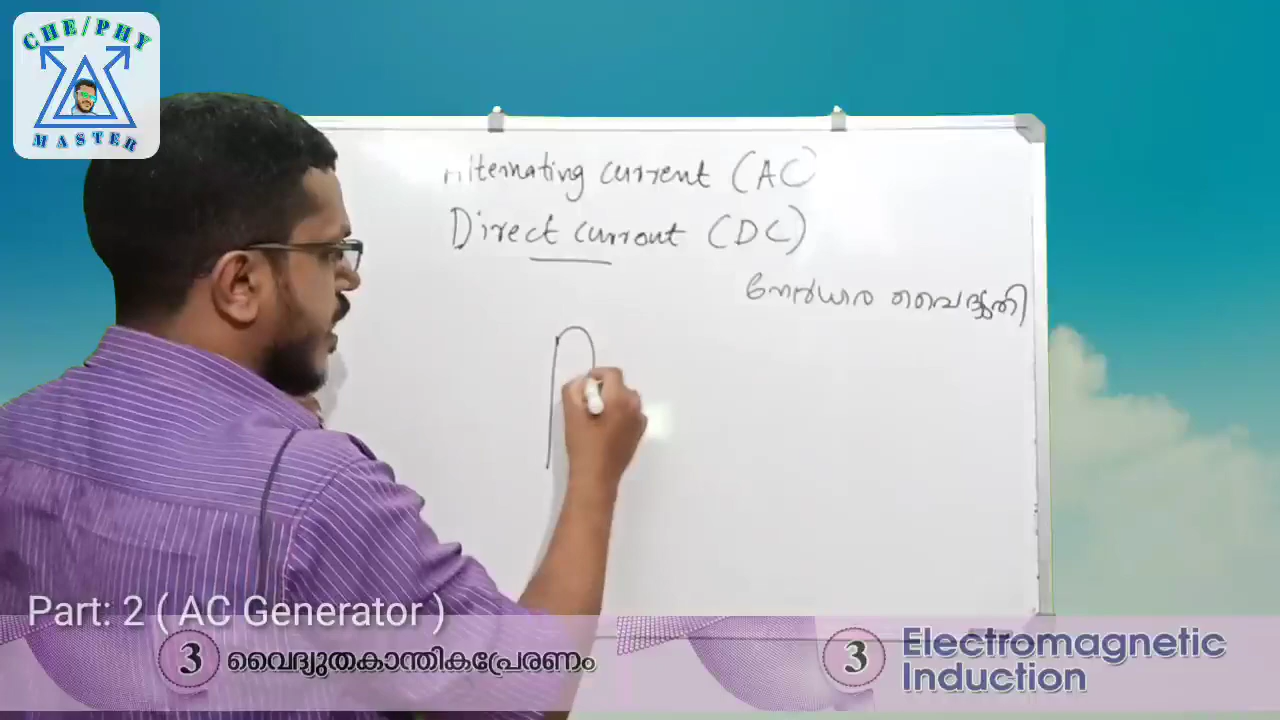 CHE/PHY
MASTER
Alternating current (AC)
Direct current (DC)
നേർധാര വൈദ്യുതി
Part: 2 ( AC Generator )
3 വൈദ്യുതകാന്തികപ്രേരണം
3 Electromagnetic
Induction